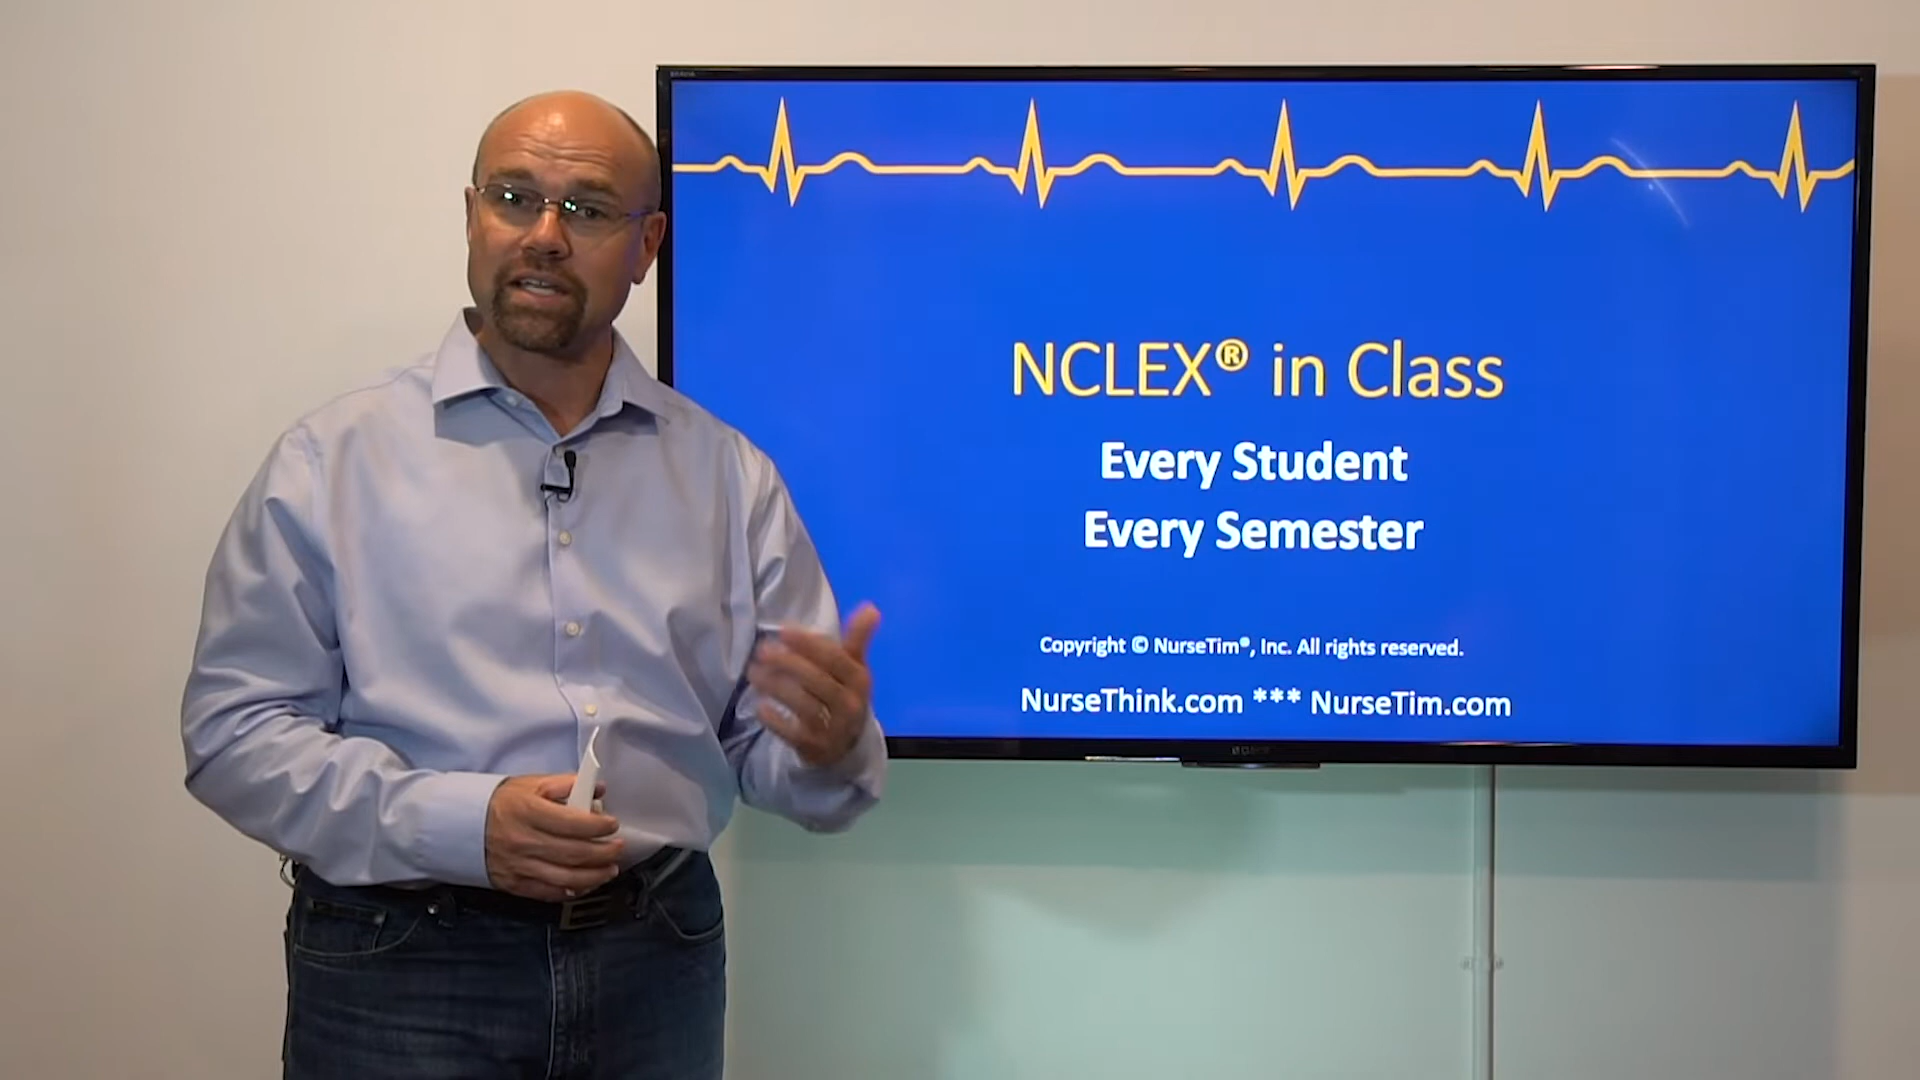 NCLEX® in Class
Every Student
Every Semester
Copyright © NurseTim®, Inc. All rights reserved.
NurseThink.com *** NurseTim.com